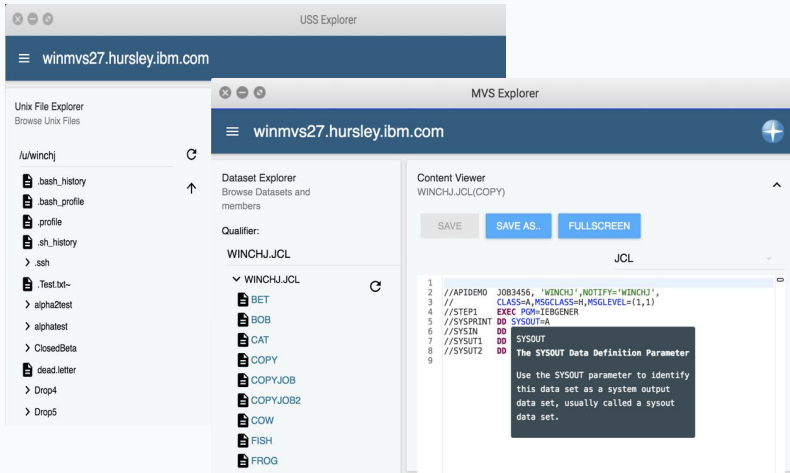 USS Explorer
winmvs27.hursley.ibm.com
Unix File Explorer
Browse Unix Files
/u/winchj
.bash_history
.bash_profile
.profile
.sh_history
.ssh
.Test.txt~
alpha2test
alphatest
ClosedBeta
dead.letter
Drop4
Drop5
MVS Explorer
winmvs27.hursley.ibm.com
Dataset Explorer
Browse Datasets and
members
Qualifier:
WINCHJ.JCL
WINCHJ.JCL
BET
BOB
CAT
COPY
COPYJOB
COPYJOB2
COW
FISH
FROG
Content Viewer
WINCHJ.JCL(COPY)
SAVE
SAVE AS..
FULLSCREEN
JCL
1
2 //APIDEMO JOB3456, 'WINCHJ',NOTIFY='WINCHJ',
3 // CLASS=A,MSGCLASS=H,MSGLEVEL=(1,1)
4 //STEP1 EXEC PGM=IEBGENER
5 //SYSPRINT DD SYSOUT=A
6 //SYSIN DD
7 //SYSUT1 DD
8 //SYSUT2 DD
9
SYSOUT
The SYSOUT Data Definition Parameter
Use the SYSOUT parameter to identify
this data set as a system output
data set, usually called a sysout
data set.